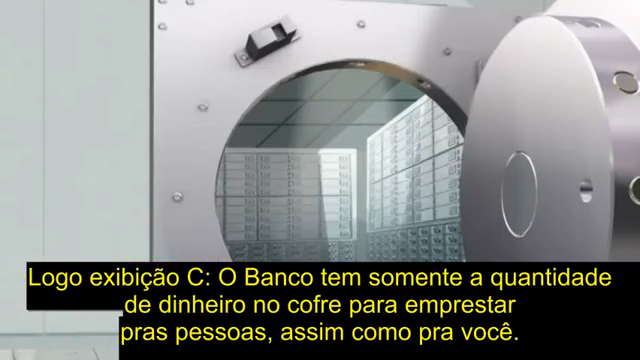 Logo exibição C: O Banco tem somente a quantidade
de dinheiro no cofre para emprestar
pras pessoas, assim como pra você.